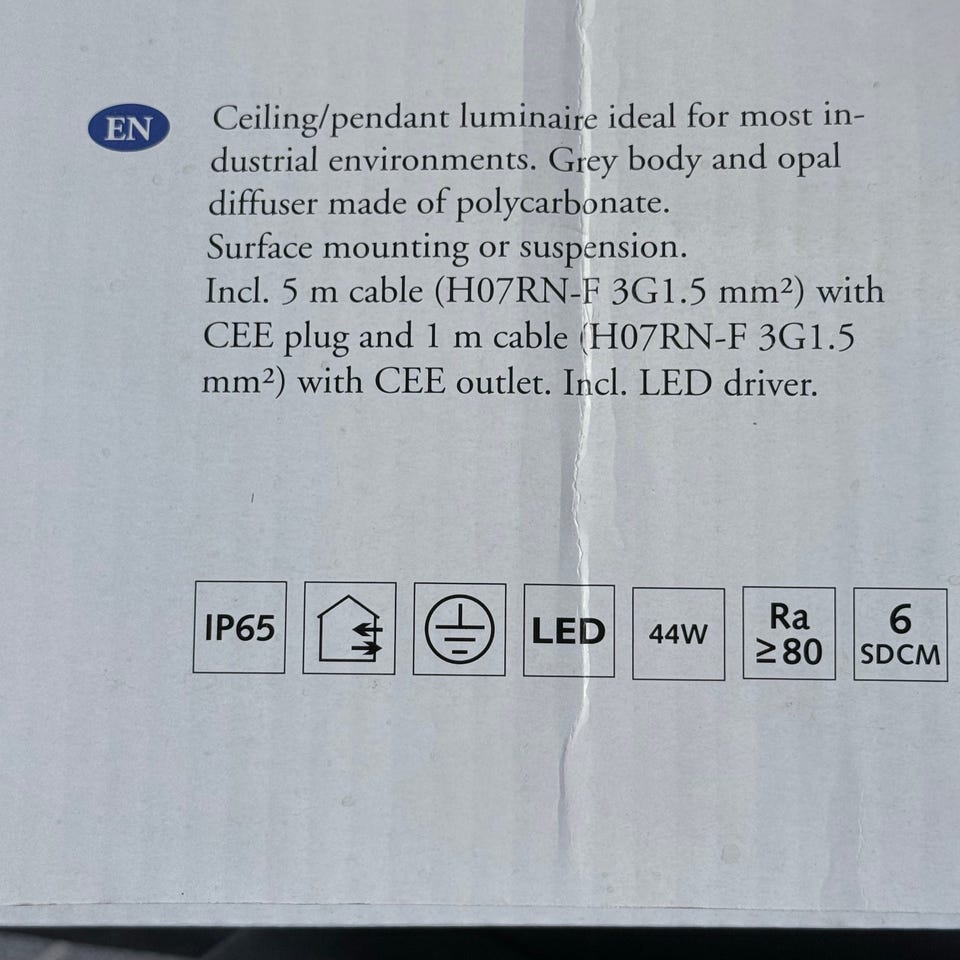 EN
Ceiling/pendant luminaire ideal for most in-
dustrial environments. Grey body and opal
diffuser made of polycarbonate.
Surface mounting or suspension.
Incl. 5 m cable (H07RN-F 3G1.5 mm²) with
CEE plug and 1 m cable (H07RN-F 3G1.5
mm²) with CEE outlet. Incl. LED driver.
IP65 LED 44W Ra ≥80 6 SDCM